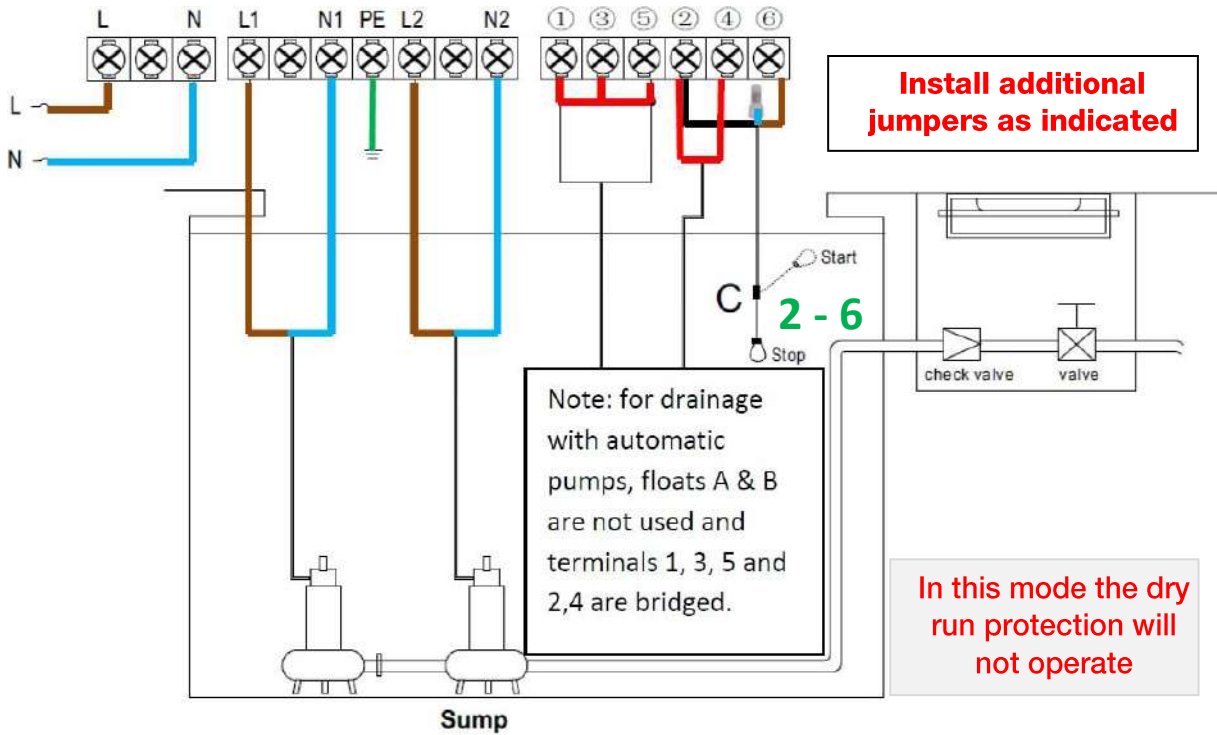 L N L1 N1 PE L2 N2 ① ③ ⑤ ② ④ ⑥
L
N
Install additional
jumpers as indicated
Start
C
2 - 6
Stop
check valve valve
Note: for drainage
with automatic
pumps, floats A & B
are not used and
terminals 1, 3, 5 and
2,4 are bridged.
In this mode the dry
run protection will
not operate
Sump